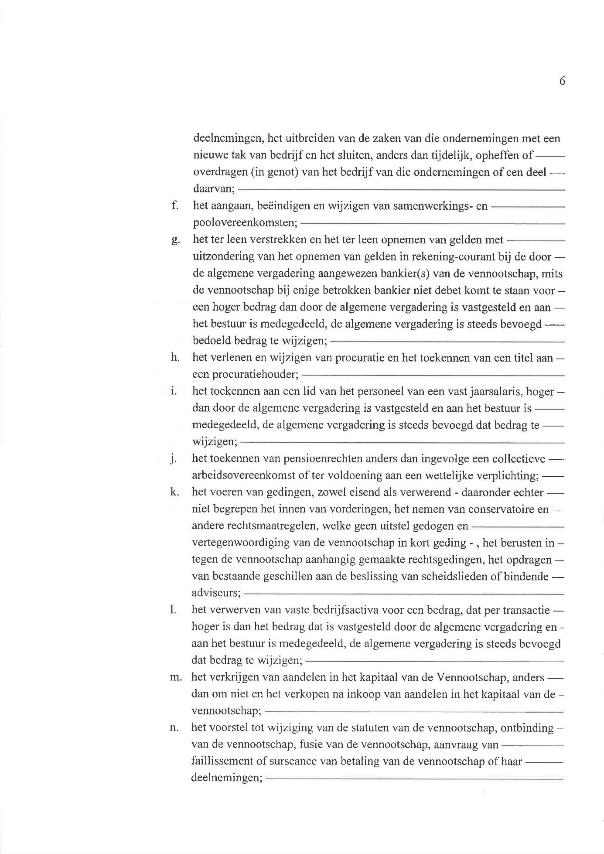 6
deelnemingen, het uitbreiden van de zaken van die ondernemingen met een
nieuwe tak van bedrijf en het sluiten, anders dan tijdelijk, opheffen of
overdragen (in genot) van het bedrijf van die ondernemingen of een deel
daarvan;
f. het aangaan, beëindigen en wijzigen van samenwerkings- en
poolovereenkomsten;
g. het ter leen verstrekken en het ter leen opnemen van gelden met
uitzondering van het opnemen van gelden in rekening-courant bij de door
de algemene vergadering aangewezen bankier(s) van de vennootschap, mits
de vennootschap bij enige betrokken bankier niet debet komt te staan voor
een hoger bedrag dan door de algemene vergadering is vastgesteld en aan
het bestuur is medegedeeld, de algemene vergadering is steeds bevoegd
bedoeld bedrag te wijzigen;
h. het verlenen en wijzigen van procuratie en het toekennen van een titel aan
een procuratiehouder;
i. het toekennen aan een lid van het personeel van een vast jaarsalaris, hoger
dan door de algemene vergadering is vastgesteld en aan het bestuur is
medegedeeld, de algemene vergadering is steeds bevoegd dat bedrag te
wijzigen;
j. het toekennen van pensioenrechten anders dan ingevolge een collectieve
arbeidsovereenkomst of ter voldoening aan een wettelijke verplichting;
k. het voeren van gedingen, zowel eisend als verwerend - daaronder echter
niet begrepen het innen van vorderingen, het nemen van conservatoire en
andere rechtsmaatregelen, welke geen uitstel gedogen en
vertegenwoordiging van de vennootschap in kort geding - , het berusten in
tegen de vennootschap aanhangig gemaakte rechtsgedingen, het opdragen
van bestaande geschillen aan de beslissing van scheidslieden of bindende
adviseurs;
l. het verwerven van vaste bedrijfsactiva voor een bedrag, dat per transactie
hoger is dan het bedrag dat is vastgesteld door de algemene vergadering en
aan het bestuur is medegedeeld, de algemene vergadering is steeds bevoegd
dat bedrag te wijzigen;
m. het verkrijgen van aandelen in het kapitaal van de Vennootschap, anders
dan om niet en het verkopen na inkoop van aandelen in het kapitaal van de
vennootschap;
n. het voorstel tot wijziging van de statuten van de vennootschap, ontbinding
van de vennootschap, fusie van de vennootschap, aanvraag van
faillissement of surseance van betaling van de vennootschap of haar
deelnemingen;